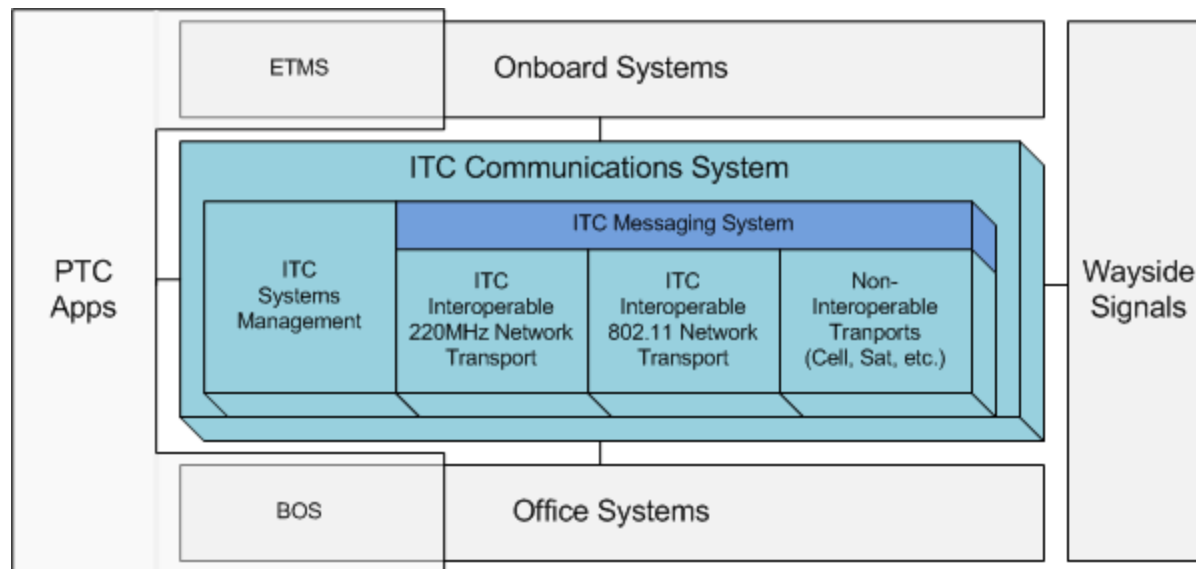 ETMS
Onboard Systems
ITC Communications System
ITC Messaging System
PTC
Apps
ITC
Systems
Management
ITC
Interoperable
220MHz Network
Transport
ITC
Interoperable
802.11 Network
Transport
Non-
Interoperable
Tranports
(Cell, Sat, etc.)
Wayside
Signals
BOS
Office Systems